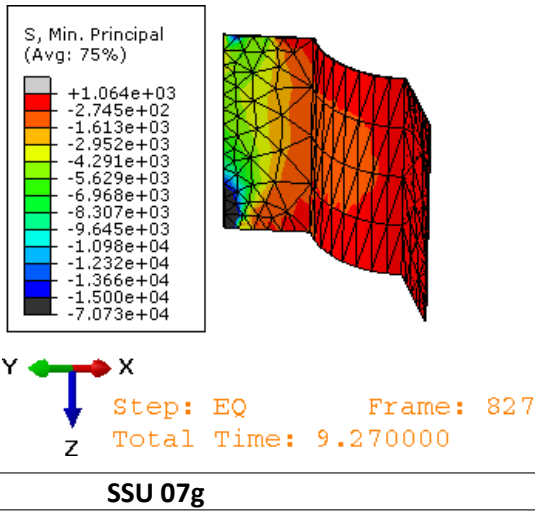 S, Min. Principal
(Avg: 75%)
+1.064e+03
-2.745e+02
-1.613e+03
-2.952e+03
-4.291e+03
-5.629e+03
-6.968e+03
-8.307e+03
-9.645e+03
-1.098e+04
-1.232e+04
-1.366e+04
-1.500e+04
-7.073e+04
Y X
Z
Step: EQ Frame: 827
Total Time: 9.270000
SSU 07g